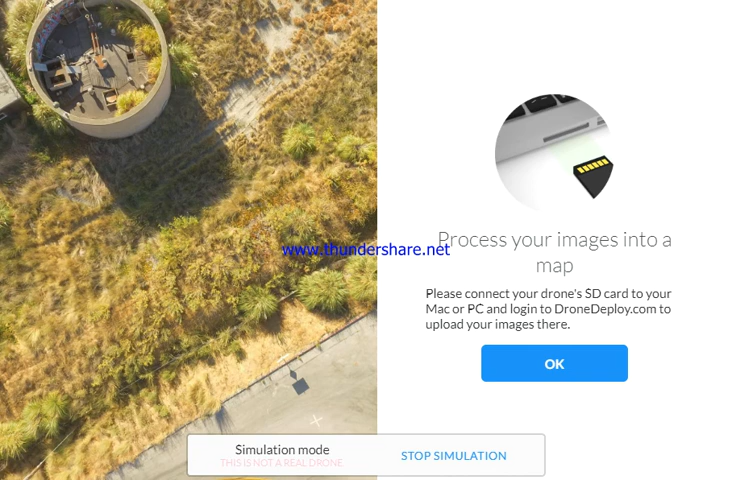 www.thundershare.net
Process your images into a
map
Please connect your drone's SD card to your
Mac or PC and login to DroneDeploy.com to
upload your images there.
OK
Simulation mode
THIS IS NOT A REAL DRONE.
STOP SIMULATION